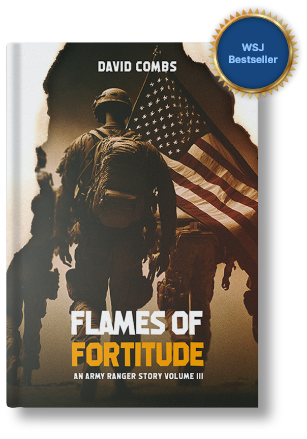 WSJ
Bestseller
DAVID COMBS
FLAMES OF
FORTITUDE
AN ARMY RANGER STORY VOLUME III